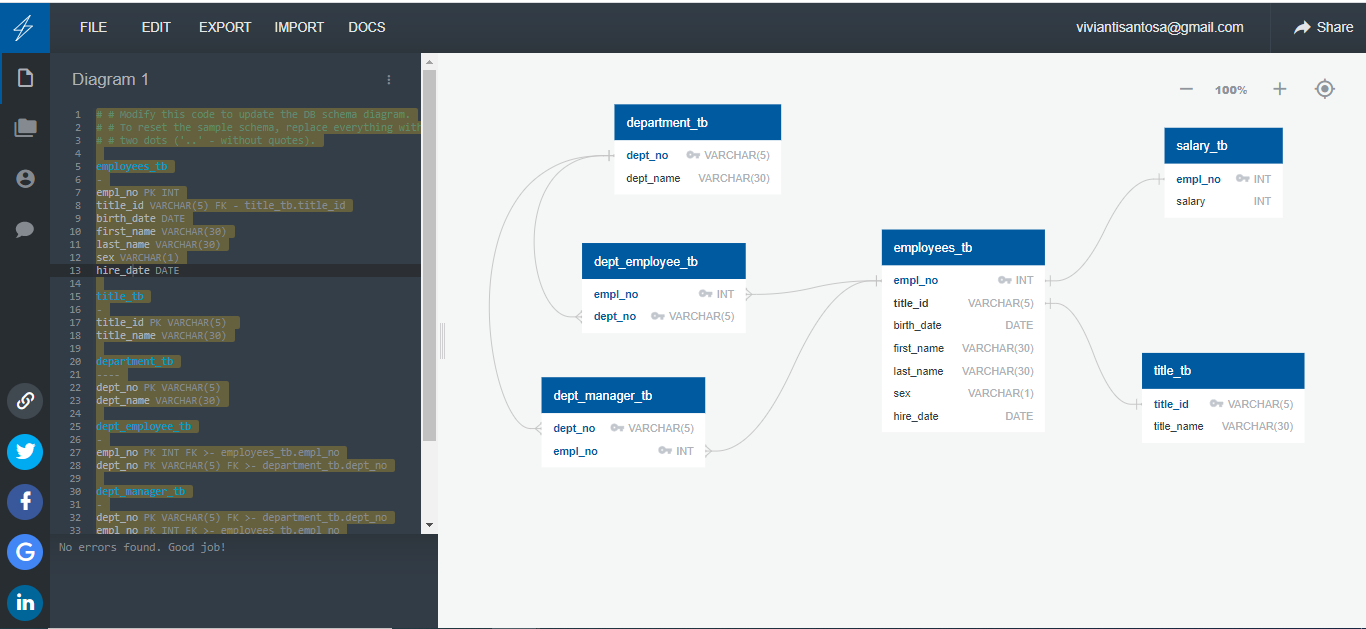 FILE EDIT EXPORT IMPORT DOCS
viviantisantosa@gmail.com
Share
Diagram 1
1 # # Modify this code to update the DB schema diagram.
2 # # To reset the sample schema, replace everything with
3 # # two dots ('..' - without quotes).
4
5 employees_tb
6 -
7 empl_no PK INT
8 title_id VARCHAR(5) FK - title_tb.title_id
9 birth_date DATE
10 first_name VARCHAR(30)
11 last_name VARCHAR(30)
12 sex VARCHAR(1)
13 hire_date DATE
14
15 title_tb
16 -
17 title_id PK VARCHAR(5)
18 title_name VARCHAR(30)
19
20 department_tb
21 ----
22 dept_no PK VARCHAR(5)
23 dept_name VARCHAR(30)
24
25 dept_employee_tb
26 -
27 empl_no PK INT FK >- employees_tb.empl_no
28 dept_no PK VARCHAR(5) FK >- department_tb.dept_no
29
30 dept_manager_tb
31 -
32 dept_no PK VARCHAR(5) FK >- department_tb.dept_no
33 empl_no PK INT FK >- employees_tb.empl_no
No errors found. Good job!
f
G
in
100%
department_tb
dept_no VARCHAR(5)
dept_name VARCHAR(30)
dept_employee_tb
empl_no INT
dept_no VARCHAR(5)
dept_manager_tb
dept_no VARCHAR(5)
empl_no INT
employees_tb
empl_no INT
title_id VARCHAR(5)
birth_date DATE
first_name VARCHAR(30)
last_name VARCHAR(30)
sex VARCHAR(1)
hire_date DATE
salary_tb
empl_no INT
salary INT
title_tb
title_id VARCHAR(5)
title_name VARCHAR(30)